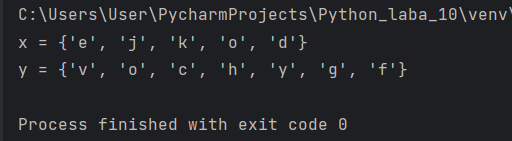 C:\Users\User\PycharmProjects\Python_laba_10\venv\
x = {'e', 'j', 'k', 'o', 'd'}
y = {'v', 'o', 'c', 'h', 'y', 'g', 'f'}
Process finished with exit code 0